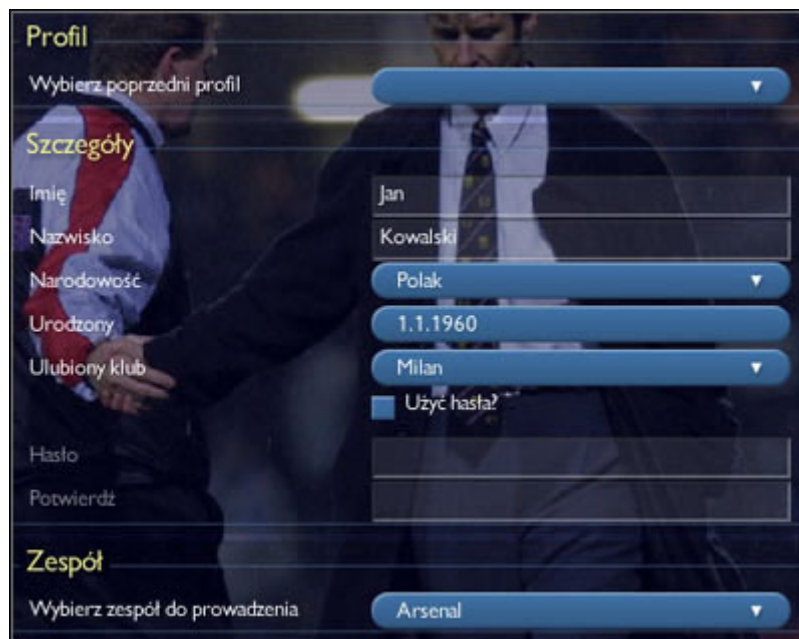 Profil
Wybierz poprzedni profil
Szczegóły
Imię Jan
Nazwisko Kowalski
Narodowość Polak
Urodzony 1.1.1960
Ulubiony klub Milan
Użyć hasła?
Hasło
Potwierdź
Zespół
Wybierz zespół do prowadzenia Arsenal